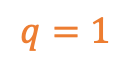 q = 1